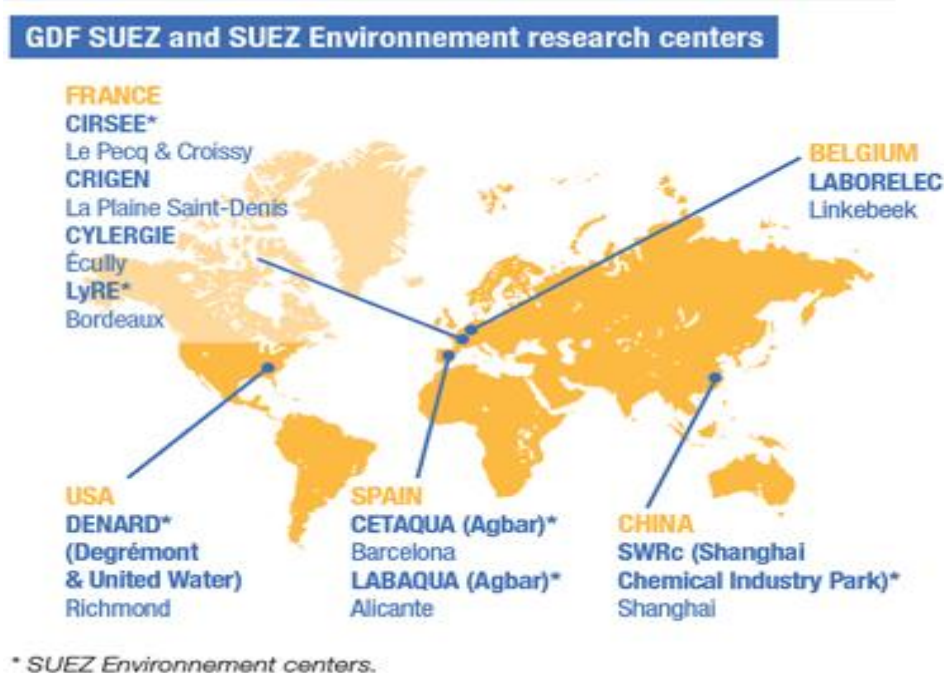 GDF SUEZ and SUEZ Environnement research centers
FRANCE
CIRSEE*
Le Pecq & Croissy
CRIGEN
La Plaine Saint-Denis
CYLERGIE
Écully
LyRE*
Bordeaux
BELGIUM
LABORELEC
Linkebeek
USA
DENARD*
(Degrémont
& United Water)
Richmond
SPAIN
CETAQUA (Agbar)*
Barcelona
LABAQUA (Agbar)*
Alicante
CHINA
SWRc (Shanghai
Chemical Industry Park)*
Shanghai
* SUEZ Environnement centers.